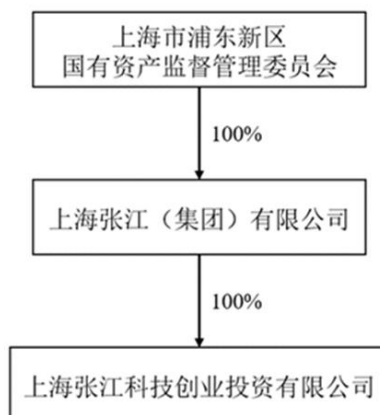 上海市浦东新区
国有资产监督管理委员会
100%
上海张江（集团）有限公司
100%
上海张江科技创业投资有限公司